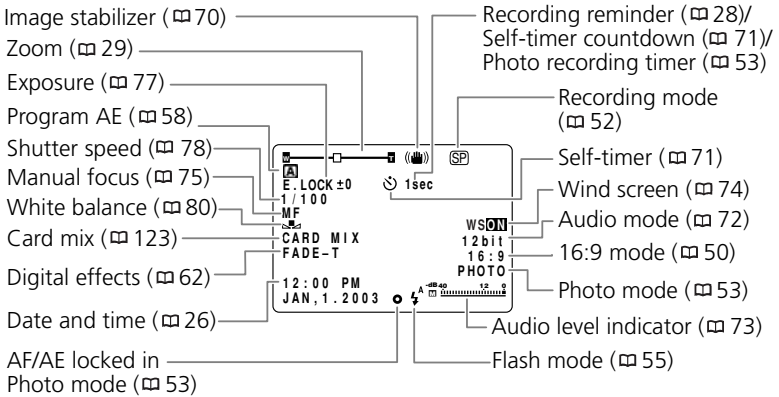 Image stabilizer (70)
Zoom (29)
Exposure (77)
Program AE (58)
Shutter speed (78)
Manual focus (75)
White balance (80)
Card mix (123)
Digital effects (62)
Date and time (26)
AF/AE locked in
Photo mode (53)
W T
SP
A
E.LOCK±0
1sec
1/100
MF
WS ON
CARD MIX
12bit
FADE-T
16:9
PHOTO
12:00 PM
JAN,1.2003
A
-dB 40 12 0
M
Recording reminder (28)/
Self-timer countdown (71)/
Photo recording timer (53)
Recording mode
(52)
Self-timer (71)
Wind screen (74)
Audio mode (72)
16:9 mode (50)
Photo mode (53)
Audio level indicator (73)
Flash mode (55)